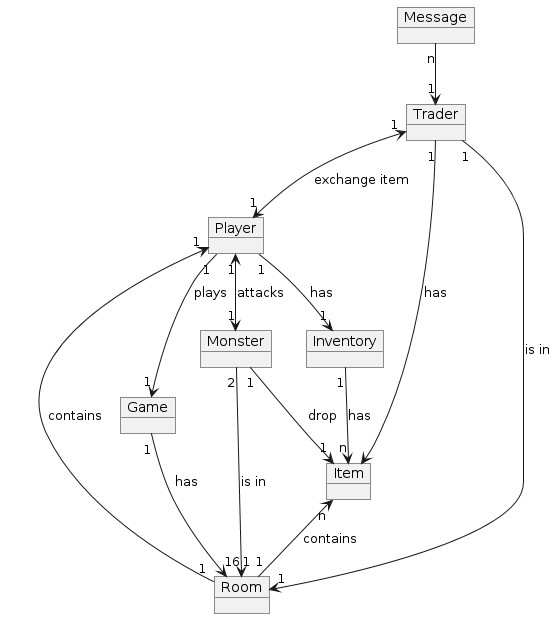 Message
n
1
Trader
1
1
1
exchange item
1
Player
1
1
1
1
plays
attacks
has
has
1
1
is in
Monster
Inventory
1
2
1
1
Game
contains
drop
has
1
1
n
has
is in
Item
n
contains
1
16
1
1
1
Room